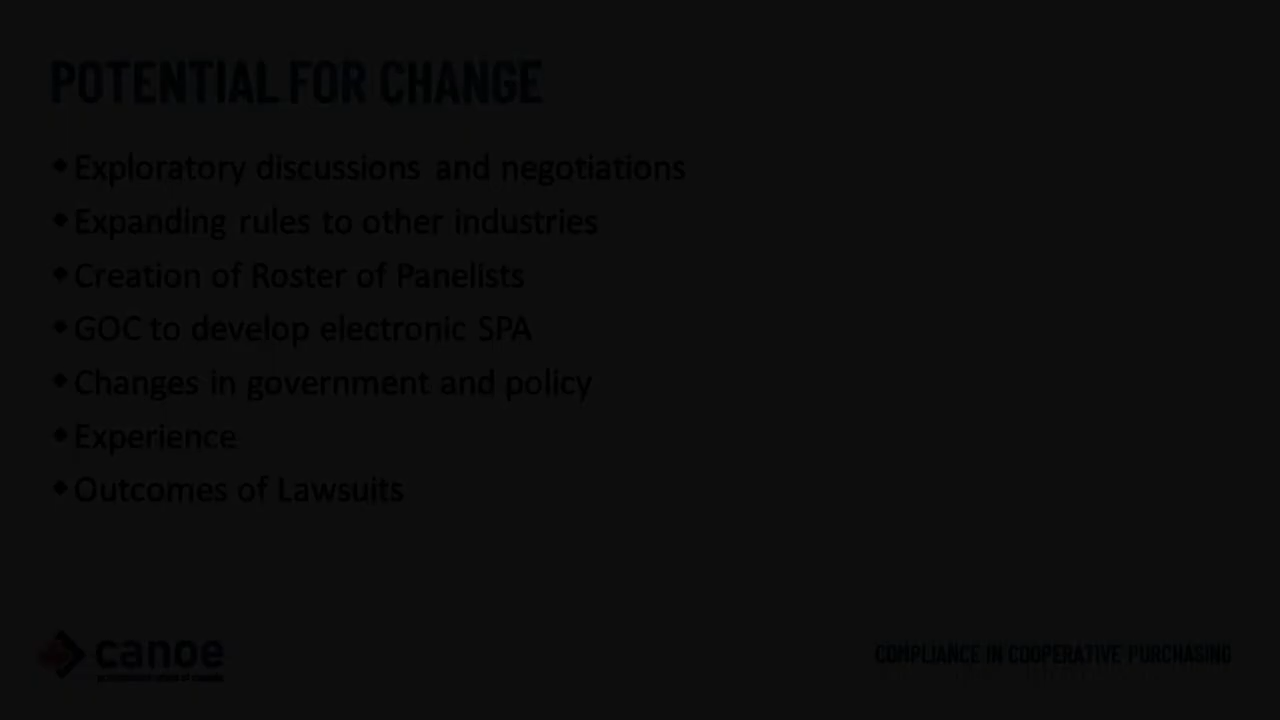 POTENTIAL FOR CHANGE
Exploratory discussions and negotiations
Expanding rules to other industries
Creation of Roster of Panelists
GOC to develop electronic SPA
Changes in government and policy
Experience
Outcomes of Lawsuits
canoe
COMPLIANCE IN COOPERATIVE PURCHASING